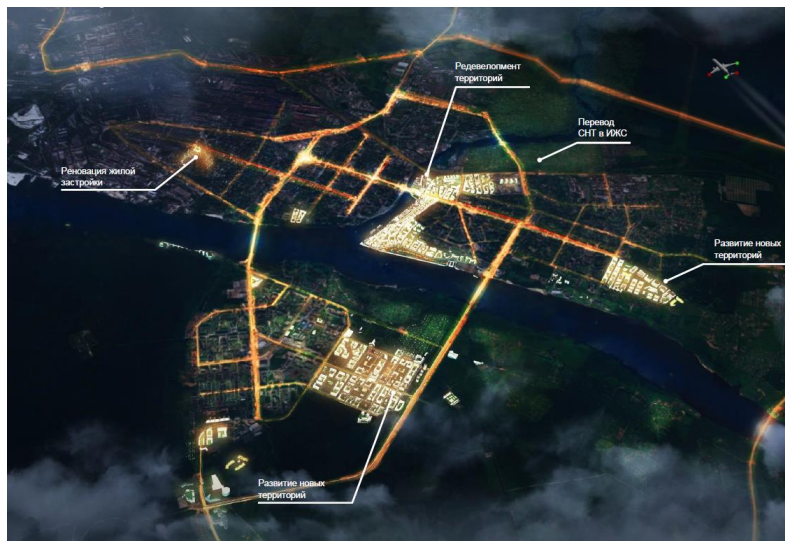 Редевелопмент
территорий
Перевод
СНТ в ИЖС
Реновация жилой
застройки
Развитие новых
территорий
Развитие новых
территорий